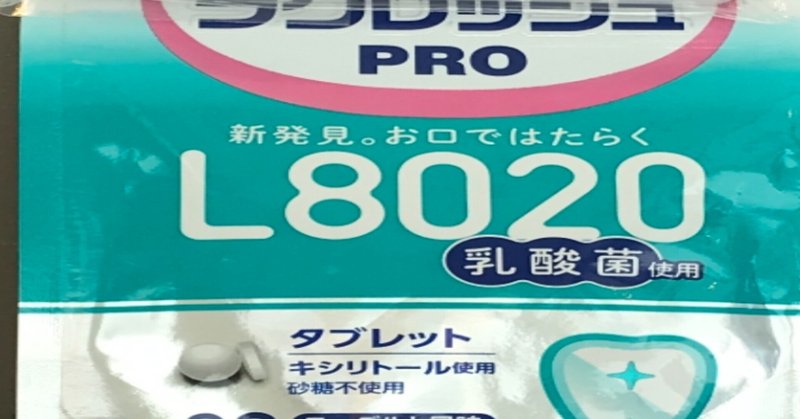 PRO
新発見。お口ではたらく
L8020
乳酸菌使用
タブレット
キシリトール使用
砂糖不使用